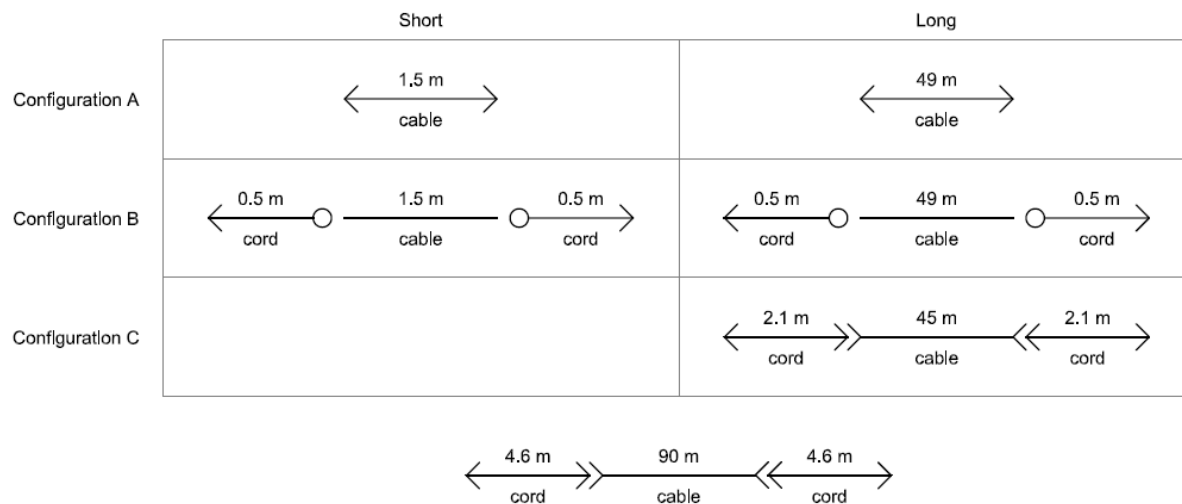 Short Long
Configuration A
1.5 m 49 m
cable cable
Configuration B
0.5 m 1.5 m 0.5 m 0.5 m 49 m 0.5 m
cord cable cord cord cable cord
Configuration C
2.1 m 45 m 2.1 m
cord cable cord
4.6 m 90 m 4.6 m
cord cable cord